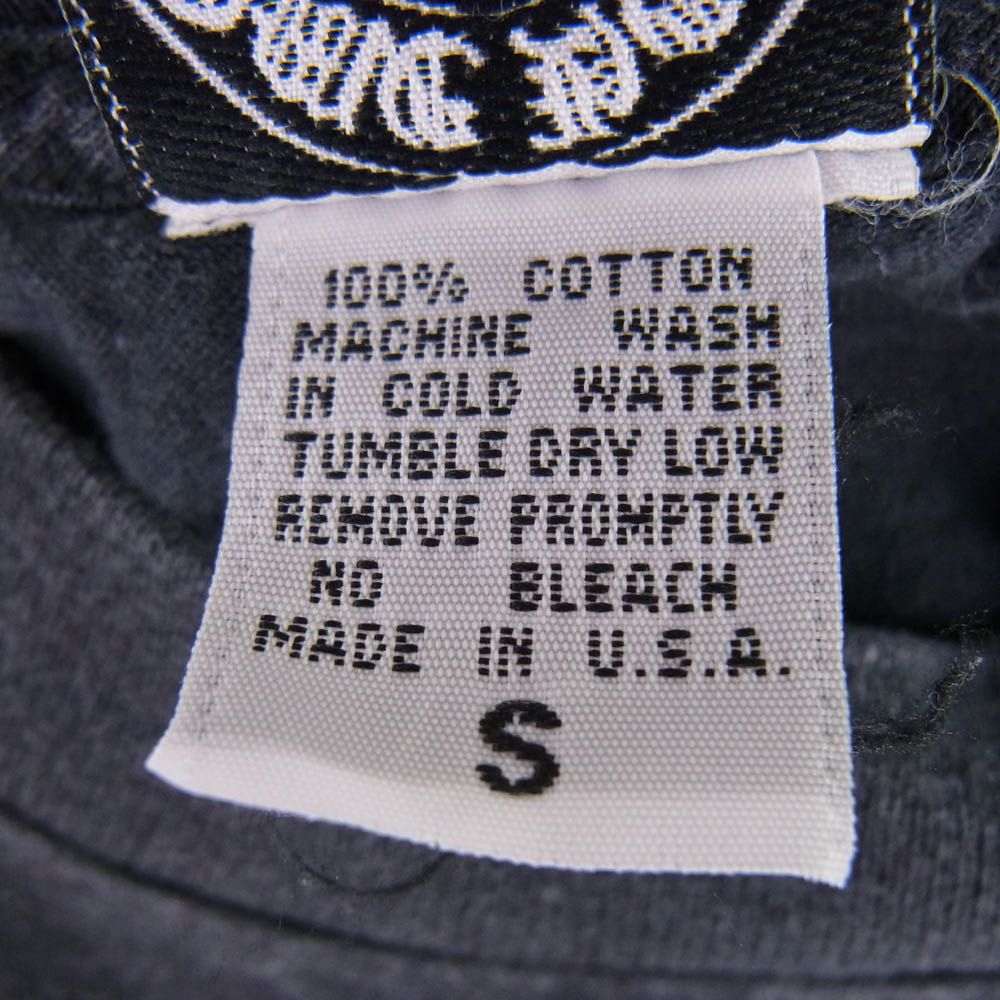 100% COTTON
MACHINE WASH
IN COLD WATER
TUMBLE DRY LOW
REMOVE PROMPTLY
NO BLEACH
MADE IN U.S.A.
S